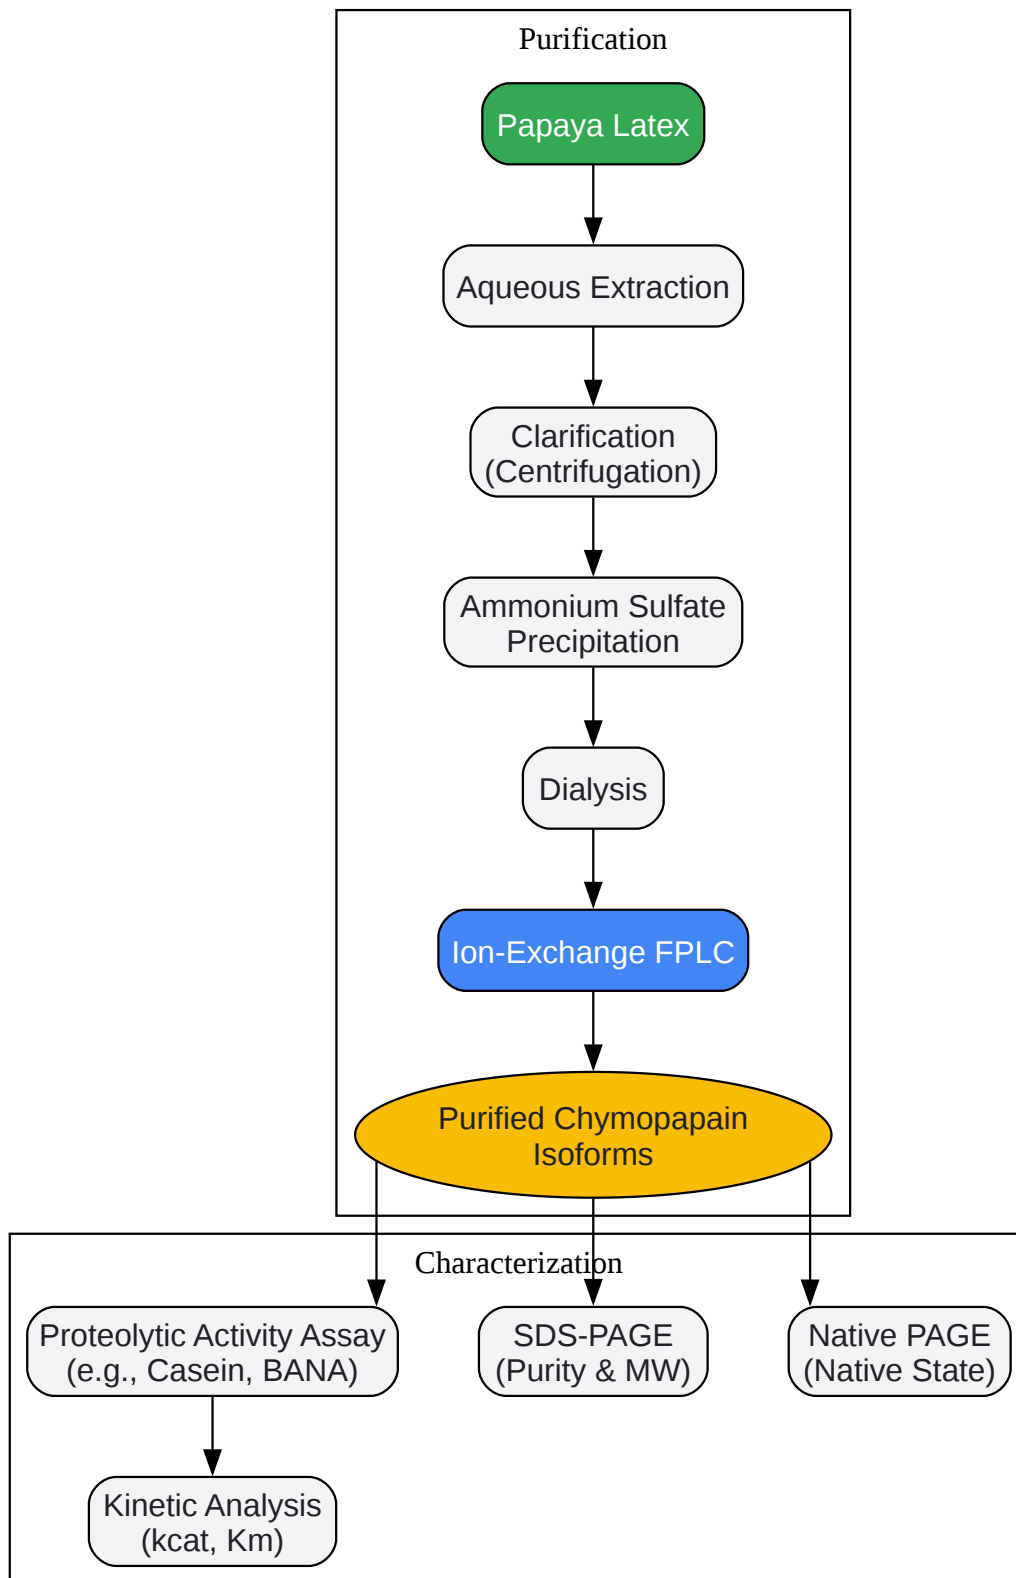 Purification
Papaya Latex
Aqueous Extraction
Clarification
(Centrifugation)
Ammonium Sulfate
Precipitation
Dialysis
Ion-Exchange FPLC
Purified Chymopapain
Isoforms
Characterization
Proteolytic Activity Assay
(e.g., Casein, BANA)
SDS-PAGE
(Purity & MW)
Native PAGE
(Native State)
Kinetic Analysis
(kcat, Km)